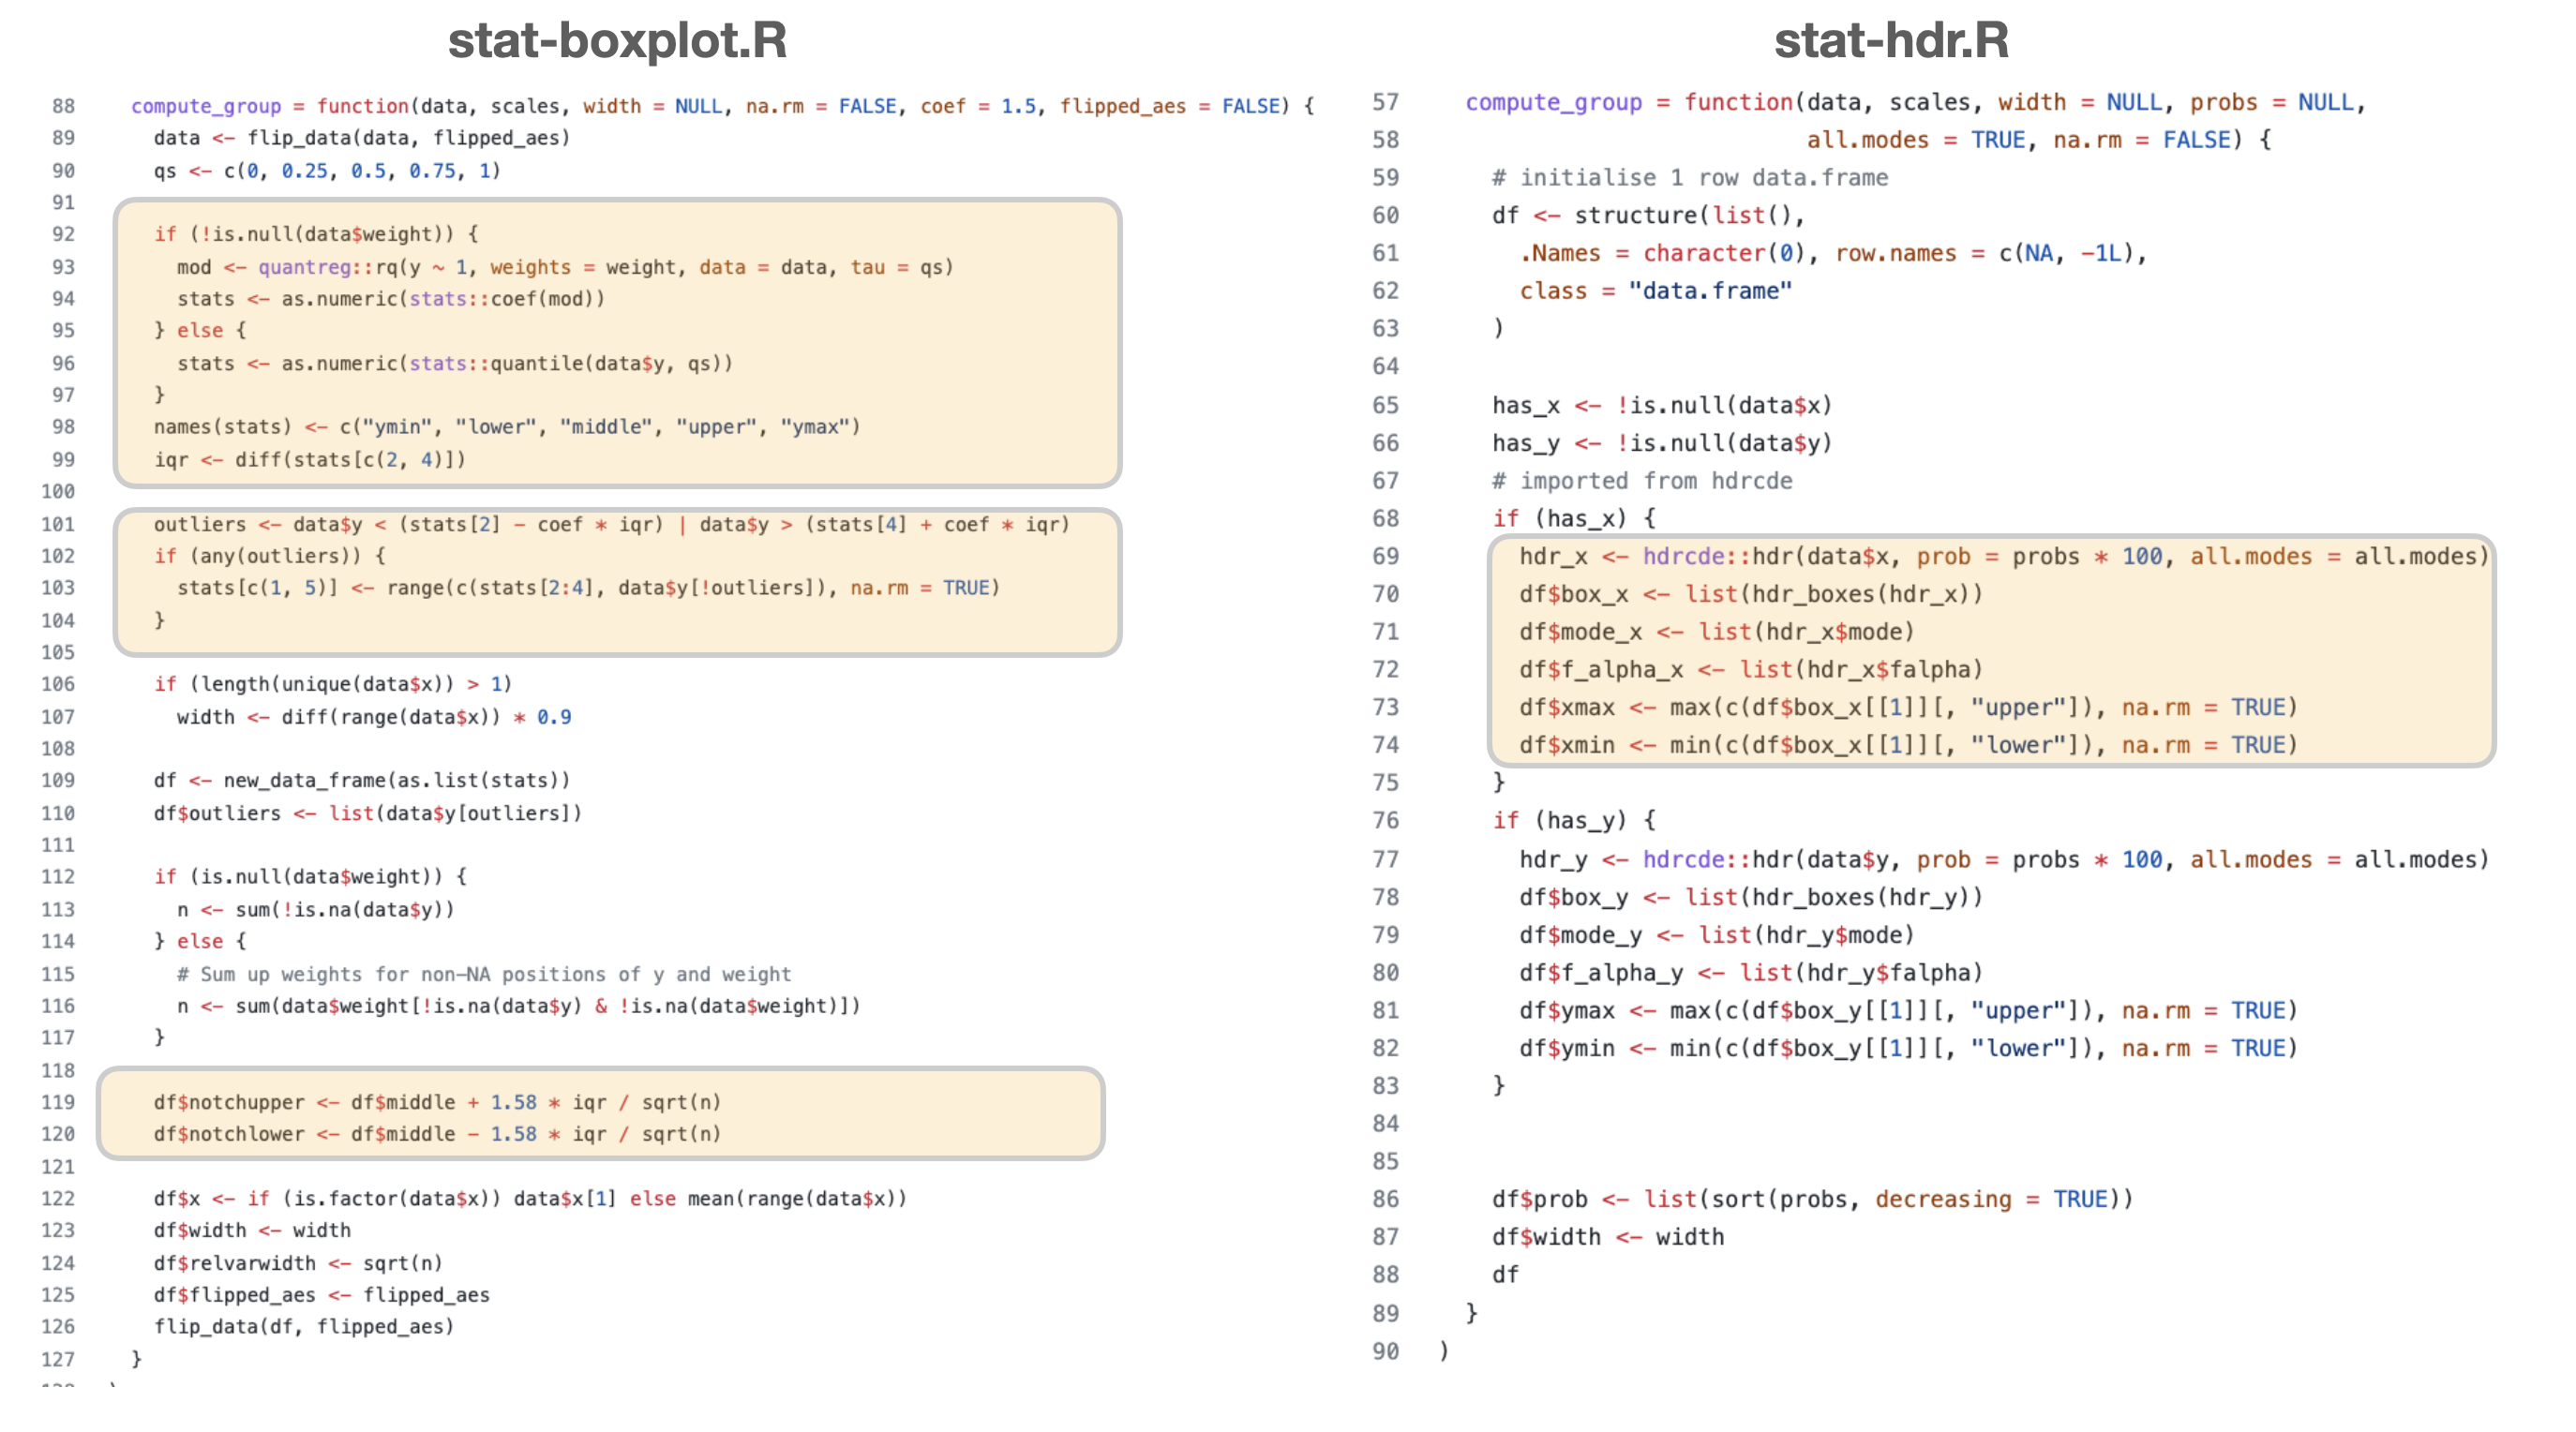 stat-boxplot.R
88 compute_group = function(data, scales, width = NULL, na.rm = FALSE, coef = 1.5, flipped_aes = FALSE) {
89 data <- flip_data(data, flipped_aes)
90 qs <- c(0, 0.25, 0.5, 0.75, 1)
91
92 if (!is.null(data$weight)) {
93 mod <- quantreg::rq(y ~ 1, weights = weight, data = data, tau = qs)
94 stats <- as.numeric(stats::coef(mod))
95 } else {
96 stats <- as.numeric(stats::quantile(data$y, qs))
97 }
98 names(stats) <- c("ymin", "lower", "middle", "upper", "ymax")
99 iqr <- diff(stats[c(2, 4)])
100
101 outliers <- data$y < (stats[2] - coef * iqr) | data$y > (stats[4] + coef * iqr)
102 if (any(outliers)) {
103 stats[c(1, 5)] <- range(c(stats[2:4], data$y[!outliers]), na.rm = TRUE)
104 }
105
106 if (length(unique(data$x)) > 1)
107 width <- diff(range(data$x)) * 0.9
108
109 df <- new_data_frame(as.list(stats))
110 df$outliers <- list(data$y[outliers])
111
112 if (is.null(data$weight)) {
113 n <- sum(!is.na(data$y))
114 } else {
115 # Sum up weights for non-NA positions of y and weight
116 n <- sum(data$weight[!is.na(data$y) & !is.na(data$weight)])
117 }
118
119 df$notchupper <- df$middle + 1.58 * iqr / sqrt(n)
120 df$notchlower <- df$middle - 1.58 * iqr / sqrt(n)
121
122 df$x <- if (is.factor(data$x)) data$x[1] else mean(range(data$x))
123 df$width <- width
124 df$relvarwidth <- sqrt(n)
125 df$flipped_aes <- flipped_aes
126 flip_data(df, flipped_aes)
127 }
stat-hdr.R
57 compute_group = function(data, scales, width = NULL, probs = NULL,
58 all.modes = TRUE, na.rm = FALSE) {
59 # initialise 1 row data.frame
60 df <- structure(list(),
61 .Names = character(0), row.names = c(NA, -1L),
62 class = "data.frame"
63 )
64
65 has_x <- !is.null(data$x)
66 has_y <- !is.null(data$y)
67 # imported from hdrcde
68 if (has_x) {
69 hdr_x <- hdrcde::hdr(data$x, prob = probs * 100, all.modes = all.modes)
70 df$box_x <- list(hdr_boxes(hdr_x))
71 df$mode_x <- list(hdr_x$mode)
72 df$f_alpha_x <- list(hdr_x$falpha)
73 df$xmax <- max(c(df$box_x[[1]][, "upper"]), na.rm = TRUE)
74 df$xmin <- min(c(df$box_x[[1]][, "lower"]), na.rm = TRUE)
75 }
76 if (has_y) {
77 hdr_y <- hdrcde::hdr(data$y, prob = probs * 100, all.modes = all.modes)
78 df$box_y <- list(hdr_boxes(hdr_y))
79 df$mode_y <- list(hdr_y$mode)
80 df$f_alpha_y <- list(hdr_y$falpha)
81 df$ymax <- max(c(df$box_y[[1]][, "upper"]), na.rm = TRUE)
82 df$ymin <- min(c(df$box_y[[1]][, "lower"]), na.rm = TRUE)
83 }
84
85
86 df$prob <- list(sort(probs, decreasing = TRUE))
87 df$width <- width
88 df
89 }
90 )